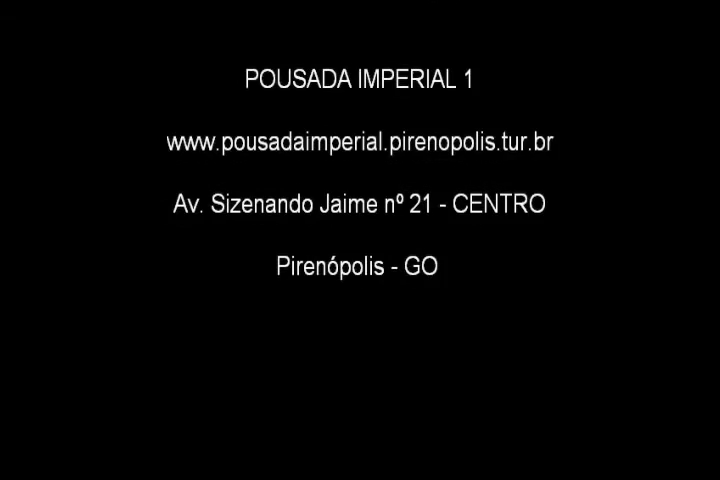 POUSADA IMPERIAL 1
www.pousadaimperial.pirenopolis.tur.br
Av. Sizenando Jaime nº 21 - CENTRO
Pirenópolis - GO